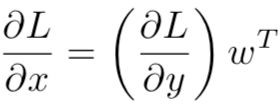 ∂L/∂x = (∂L/∂y) w^T